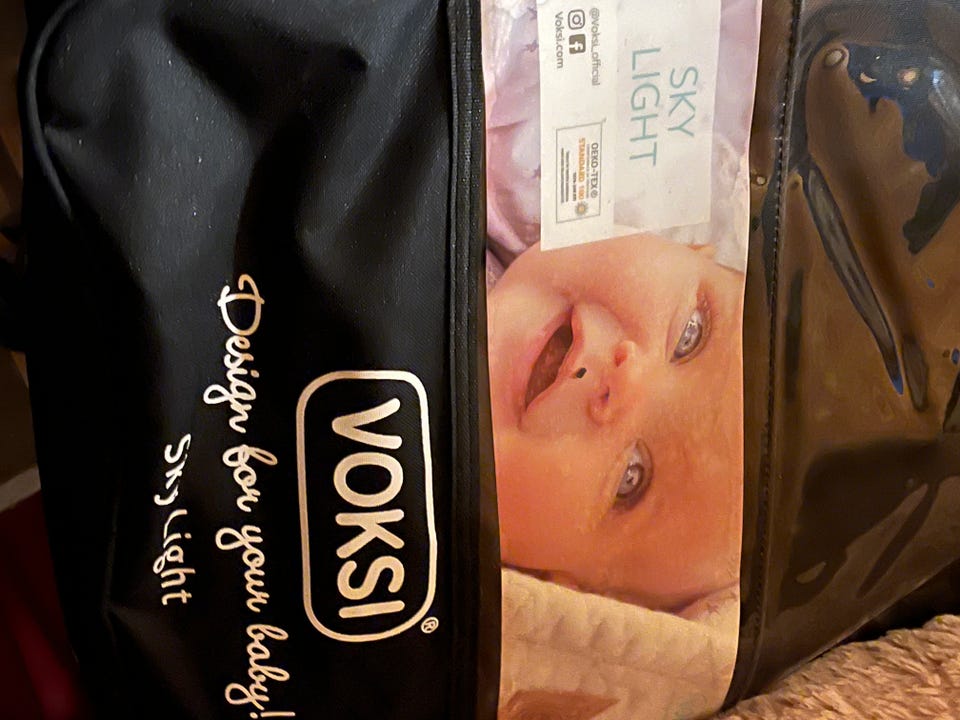 SKY
LIGHT
OEKO-TEX®
STANDARD 100
@Voksi_official
Voksi.com
VOKSI®
Design for your baby!
Sky Light